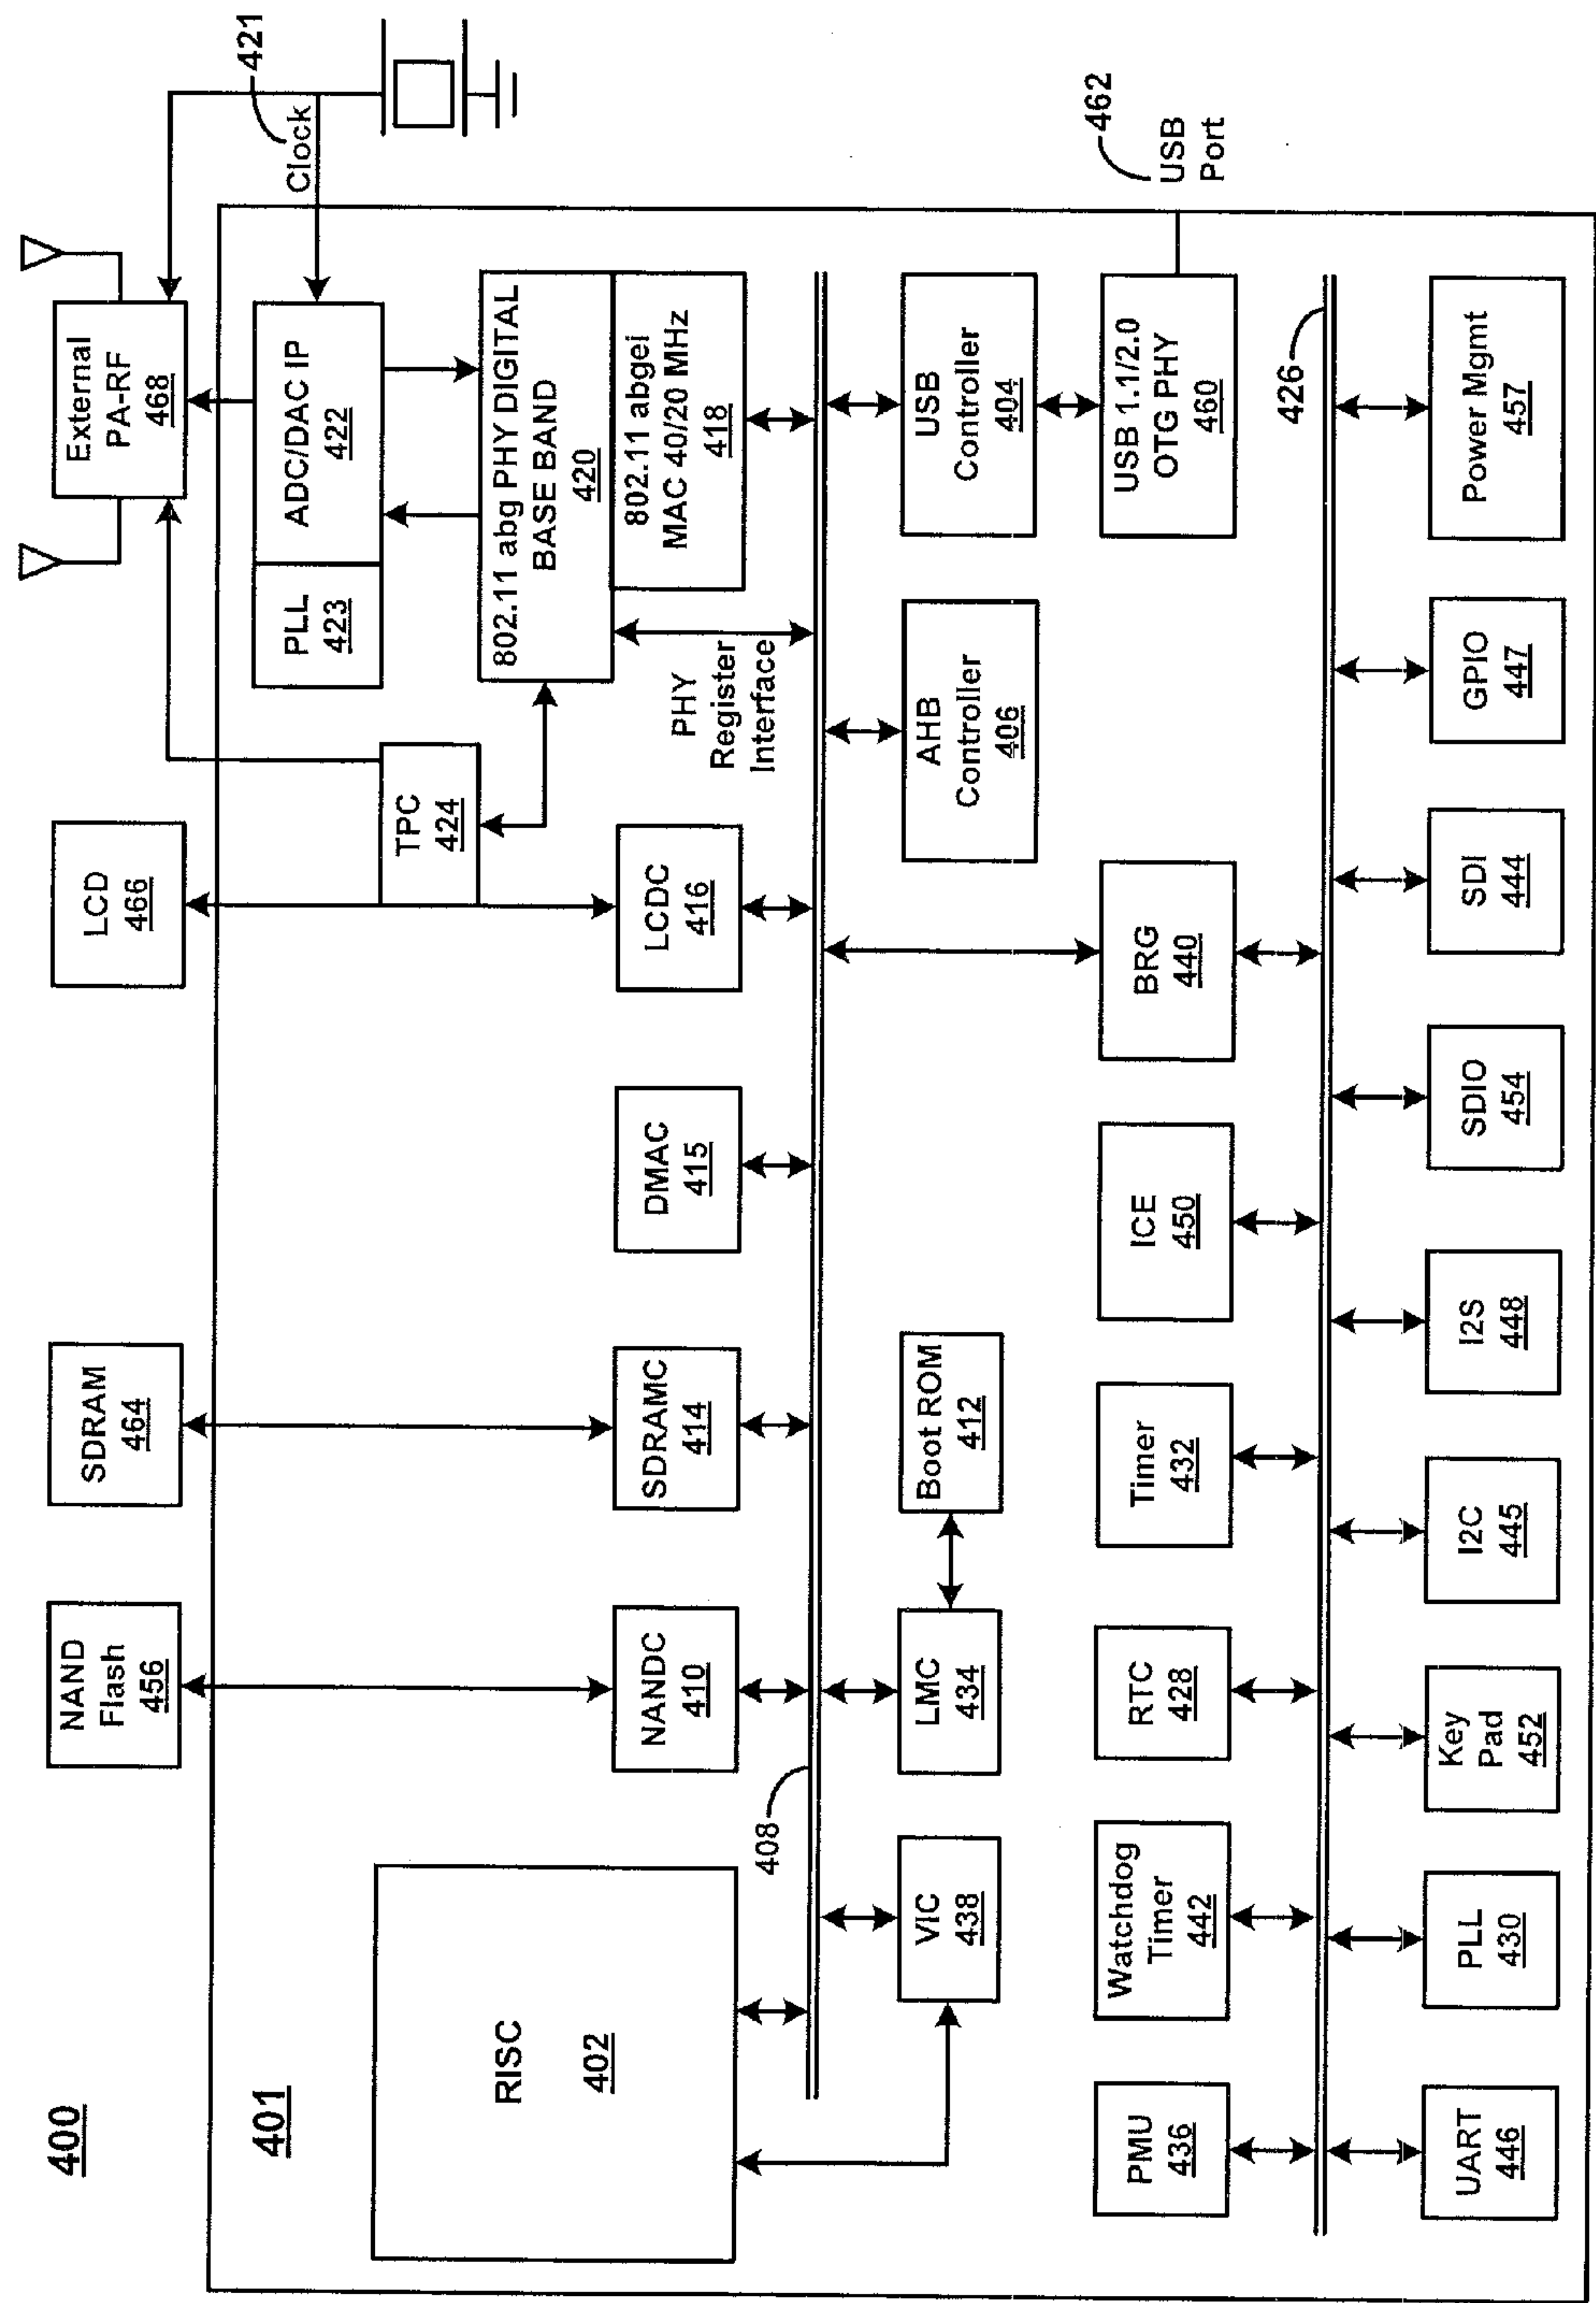 400
401
NAND
Flash
456
SDRAM
464
LCD
466
External
PA-RF
468
421
Clock
RISC
402
PLL
423
ADC/DAC IP
422
TPC
424
802.11 abg PHY DIGITAL
BASE BAND
420
802.11 abgei
MAC 40/20 MHz
418
NANDC
410
SDRAMC
414
DMAC
415
LCDC
416
PHY
Register
Interface
408
VIC
438
LMC
434
Boot ROM
412
AHB
Controller
406
USB
Controller
404
PMU
436
Watchdog
Timer
442
RTC
428
Timer
432
ICE
450
BRG
440
USB 1.1/2.0
OTG PHY
460
462
USB
Port
426
UART
446
PLL
430
Key
Pad
452
I2C
445
I2S
448
SDIO
454
SDI
444
GPIO
447
Power Mgmt
457